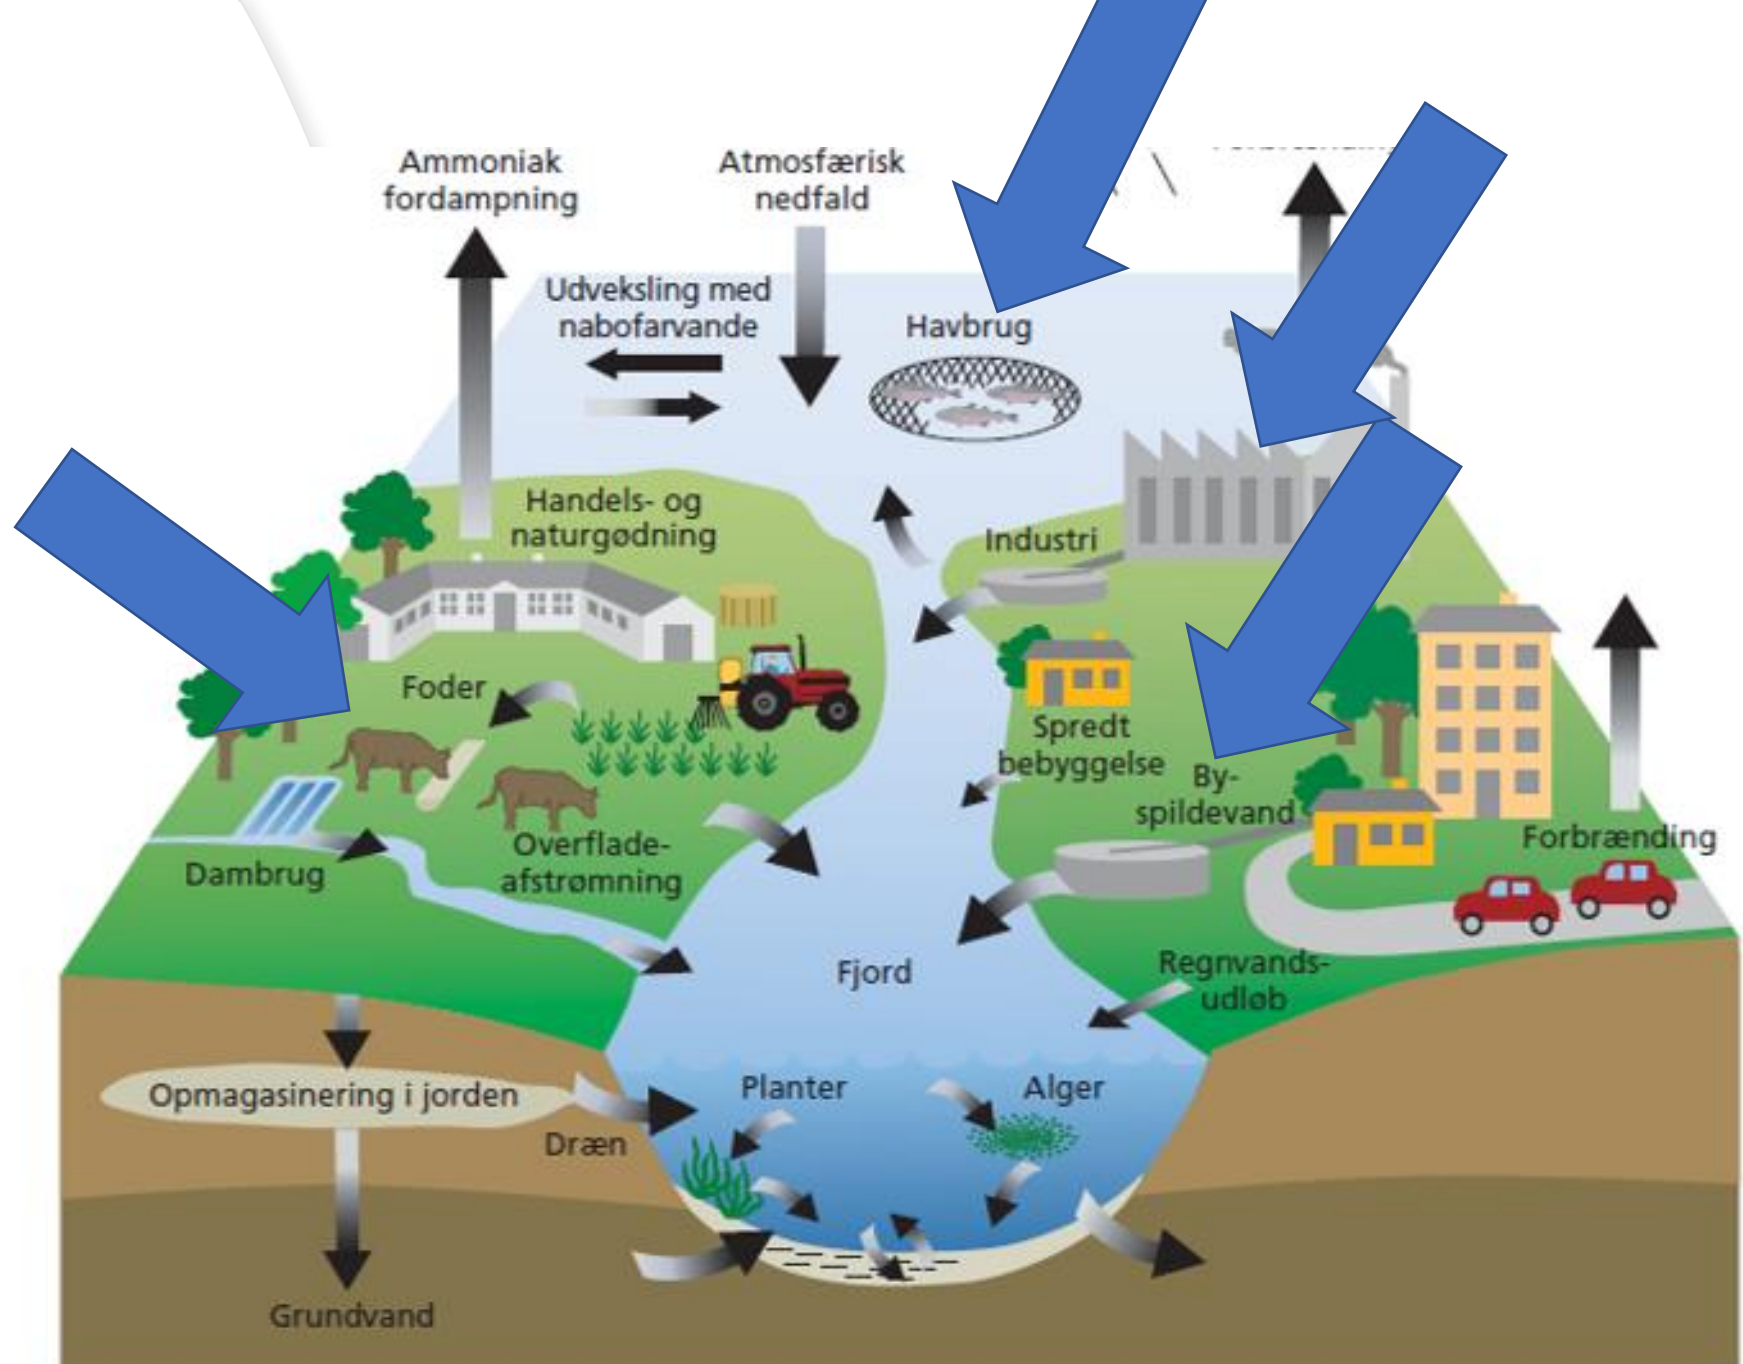 Ammoniak
fordampning
Atmosfærisk
nedfald
Udveksling med
nabofarvande
Havbrug
Handels- og
naturgødning
Industri
Foder
Spredt
bebyggelse
By-
spildevand
Forbrænding
Dambrug
Overflade-
afstrømning
Fjord
Regnvands-
udløb
Opmagasinering i jorden
Planter
Alger
Dræn
Grundvand